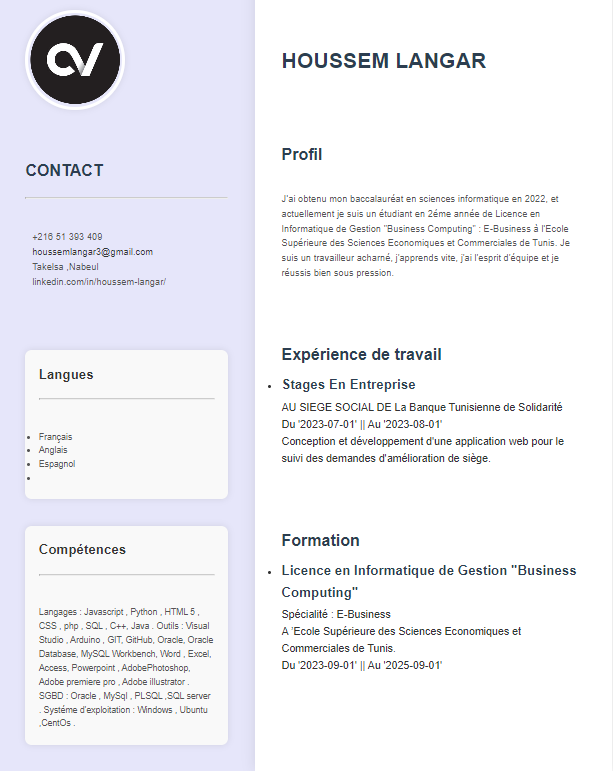 CV
CONTACT
+216 51 393 409
houssemlangar3@gmail.com
Takelsa ,Nabeul
linkedin.com/in/houssem-langar/
Langues
Français
Anglais
Espagnol
Compétences
Langages : Javascript , Python , HTML 5 ,
CSS , php , SQL , C++, Java . Outils : Visual
Studio , Arduino , GIT, GitHub, Oracle, Oracle
Database, MySQL Workbench, Word , Excel,
Access, Powerpoint , AdobePhotoshop,
Adobe premiere pro , Adobe illustrator .
SGBD : Oracle , MySql , PLSQL ,SQL server
. Systéme d'exploitation : Windows , Ubuntu
,CentOs .
HOUSSEM LANGAR
Profil
J'ai obtenu mon baccalauréat en sciences informatique en 2022, et
actuellement je suis un étudiant en 2éme année de Licence en
Informatique de Gestion "Business Computing" : E-Business à l'Ecole
Supérieure des Sciences Economiques et Commerciales de Tunis. Je
suis un travailleur acharné, j'apprends vite, j'ai l'esprit d'équipe et je
réussis bien sous pression.
Expérience de travail
Stages En Entreprise
AU SIEGE SOCIAL DE La Banque Tunisienne de Solidarité
Du '2023-07-01' || Au '2023-08-01'
Conception et développement d'une application web pour le
suivi des demandes d'amélioration de siège.
Formation
Licence en Informatique de Gestion "Business
Computing"
Spécialité : E-Business
A 'Ecole Supérieure des Sciences Economiques et
Commerciales de Tunis.
Du '2023-09-01' || Au '2025-09-01'